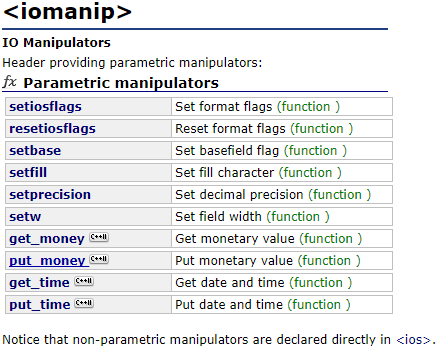 <iomanip>
IO Manipulators
Header providing parametric manipulators:
fx Parametric manipulators
setiosflags Set format flags (function )
resetiosflags Reset format flags (function )
setbase Set basefield flag (function )
setfill Set fill character (function )
setprecision Set decimal precision (function )
setw Set field width (function )
get_money C++11 Get monetary value (function )
put_money C++11 Put monetary value (function )
get_time C++11 Get date and time (function )
put_time C++11 Put date and time (function )
Notice that non-parametric manipulators are declared directly in <ios>.